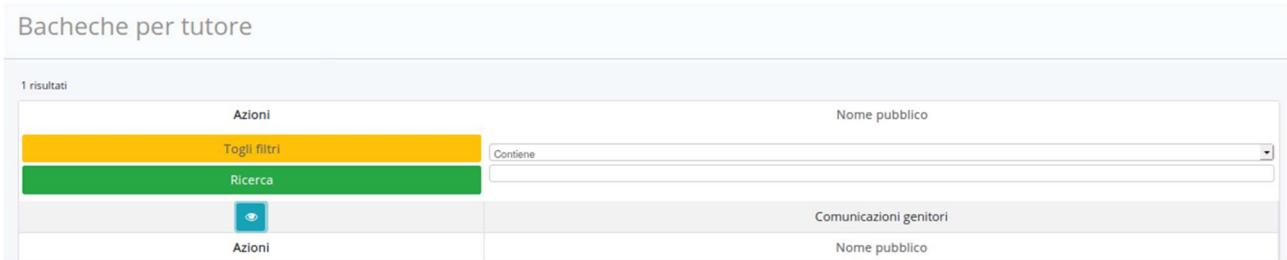 Bacheche per tutore
1 risultati
Azioni Nome pubblico
Togli filtri
Contiene
Ricerca
Comunicazioni genitori
Azioni Nome pubblico